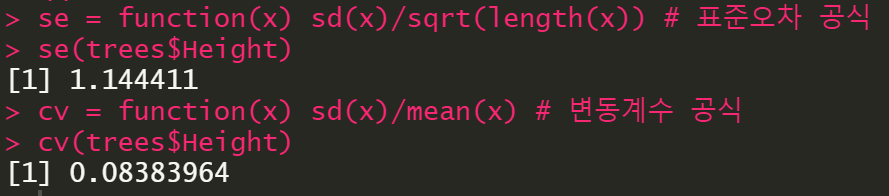 > se = function(x) sd(x)/sqrt(length(x)) # 표준오차 공식
> se(trees$Height)
[1] 1.144411
> cv = function(x) sd(x)/mean(x) # 변동계수 공식
> cv(trees$Height)
[1] 0.08383964